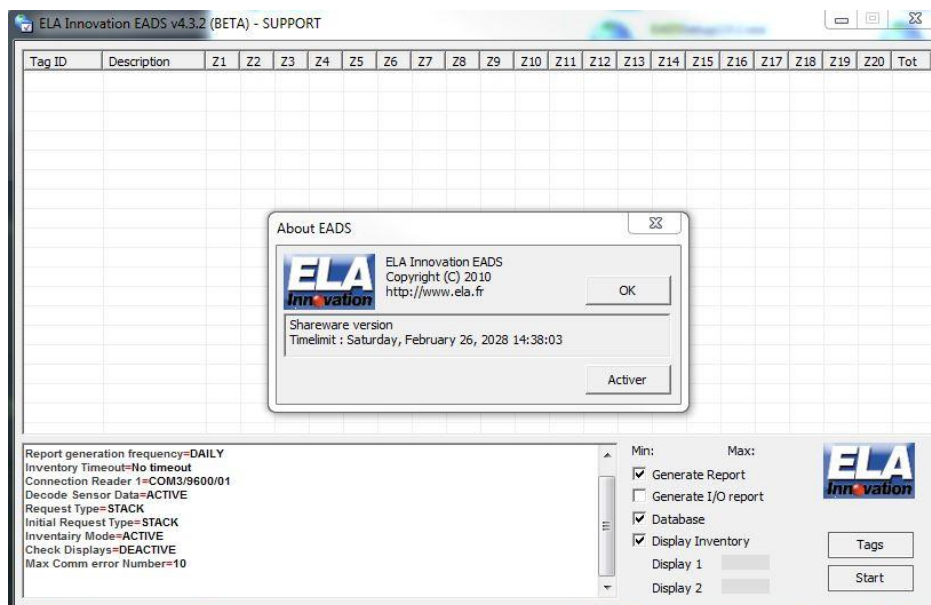 ELA Innovation EADS v4.3.2 (BETA) - SUPPORT
Tag ID Description Z1 Z2 Z3 Z4 Z5 Z6 Z7 Z8 Z9 Z10 Z11 Z12 Z13 Z14 Z15 Z16 Z17 Z18 Z19 Z20 Tot
About EADS
ELA
Innovation
ELA Innovation EADS
Copyright (C) 2010
http://www.ela.fr
OK
Shareware version
Timelimit : Saturday, February 26, 2028 14:38:03
Activer
Report generation frequency=DAILY
Inventory Timeout=No timeout
Connection Reader 1=COM3/9600/01
Decode Sensor Data=ACTIVE
Request Type=STACK
Initial Request Type=STACK
Inventairy Mode=ACTIVE
Check Displays=DEACTIVE
Max Comm error Number=10
Min: Max:
Generate Report
Generate I/O report
Database
Display Inventory
Display 1
Display 2
ELA
Innovation
Tags
Start